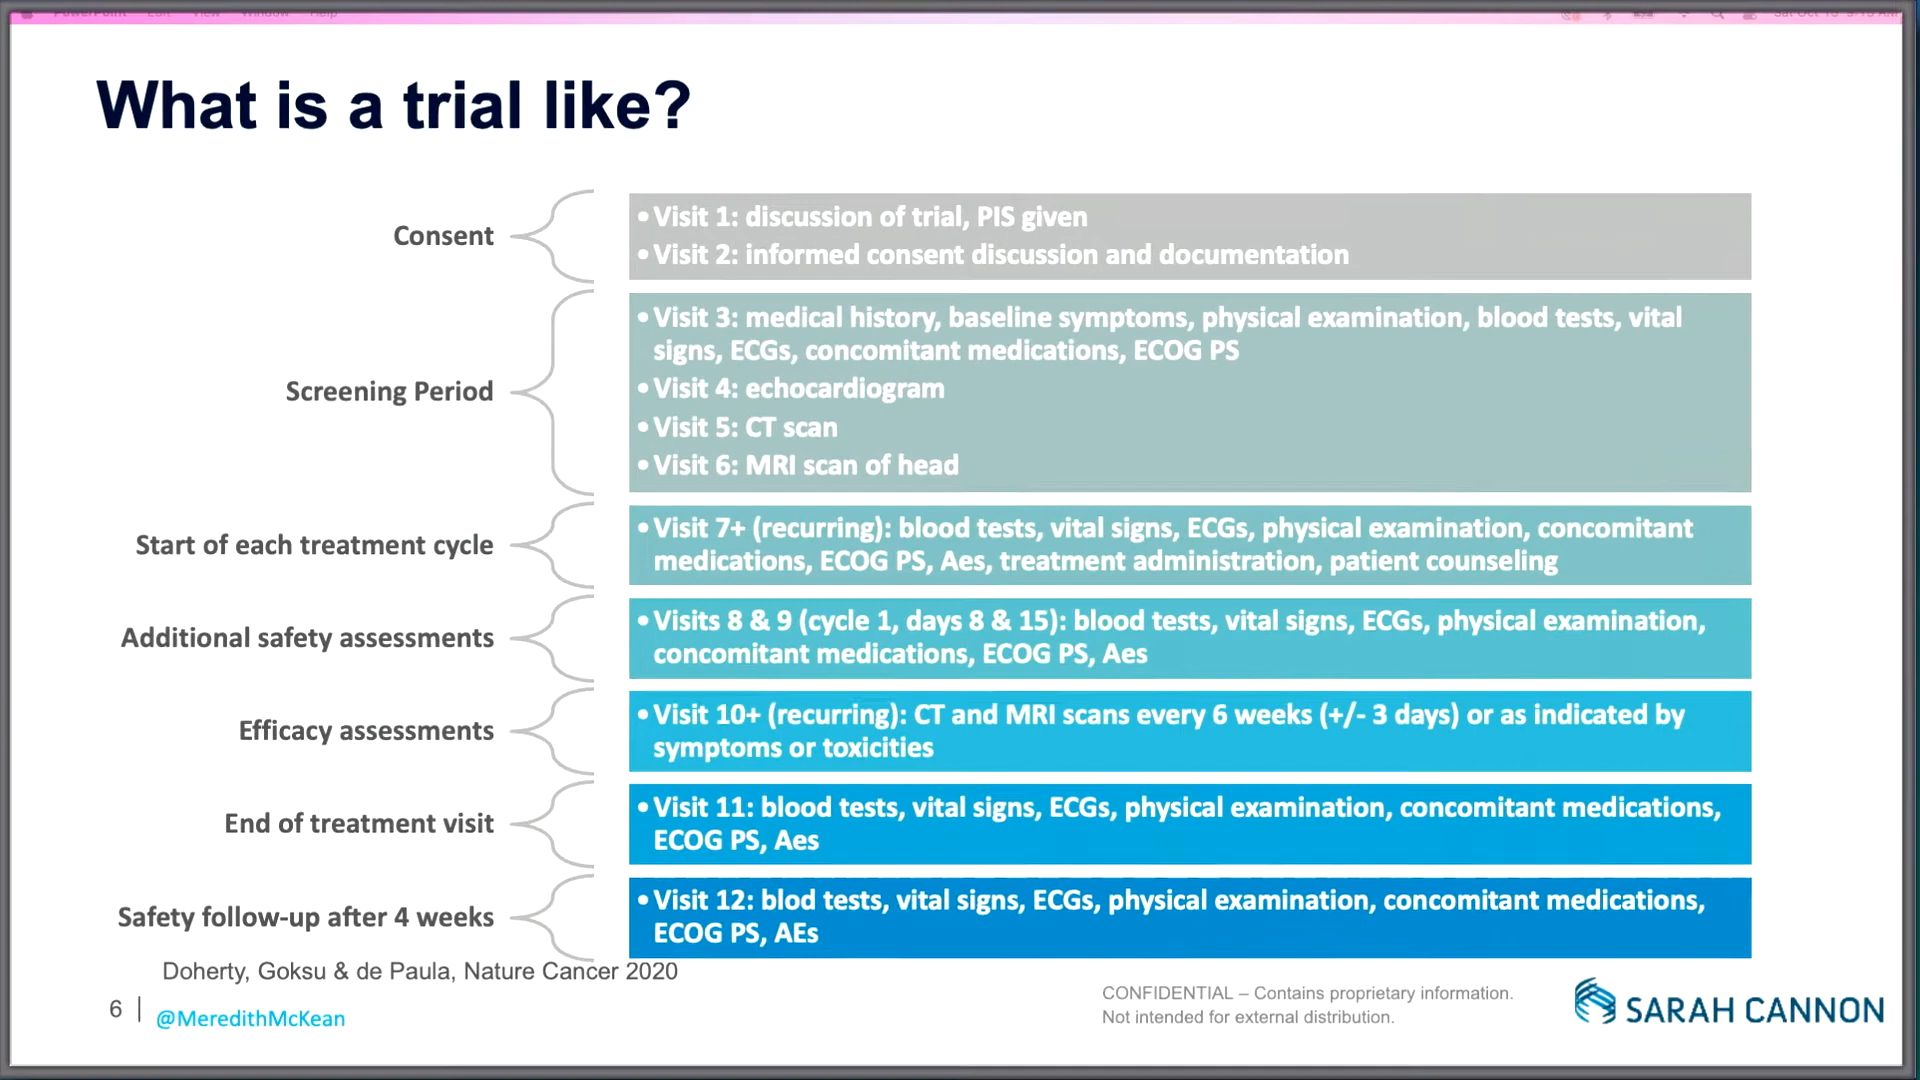 PowerPoint Edit View Window Help
What is a trial like?
Consent
• Visit 1: discussion of trial, PIS given
• Visit 2: informed consent discussion and documentation
Screening Period
• Visit 3: medical history, baseline symptoms, physical examination, blood tests, vital
signs, ECGs, concomitant medications, ECOG PS
• Visit 4: echocardiogram
• Visit 5: CT scan
• Visit 6: MRI scan of head
Start of each treatment cycle
• Visit 7+ (recurring): blood tests, vital signs, ECGs, physical examination, concomitant
medications, ECOG PS, Aes, treatment administration, patient counseling
Additional safety assessments
• Visits 8 & 9 (cycle 1, days 8 & 15): blood tests, vital signs, ECGs, physical examination,
concomitant medications, ECOG PS, Aes
Efficacy assessments
• Visit 10+ (recurring): CT and MRI scans every 6 weeks (+/- 3 days) or as indicated by
symptoms or toxicities
End of treatment visit
• Visit 11: blood tests, vital signs, ECGs, physical examination, concomitant medications,
ECOG PS, Aes
Safety follow-up after 4 weeks
• Visit 12: blod tests, vital signs, ECGs, physical examination, concomitant medications,
ECOG PS, AEs
Doherty, Goksu & de Paula, Nature Cancer 2020
6
@MeredithMcKean
CONFIDENTIAL – Contains proprietary information.
Not intended for external distribution.
SARAH CANNON